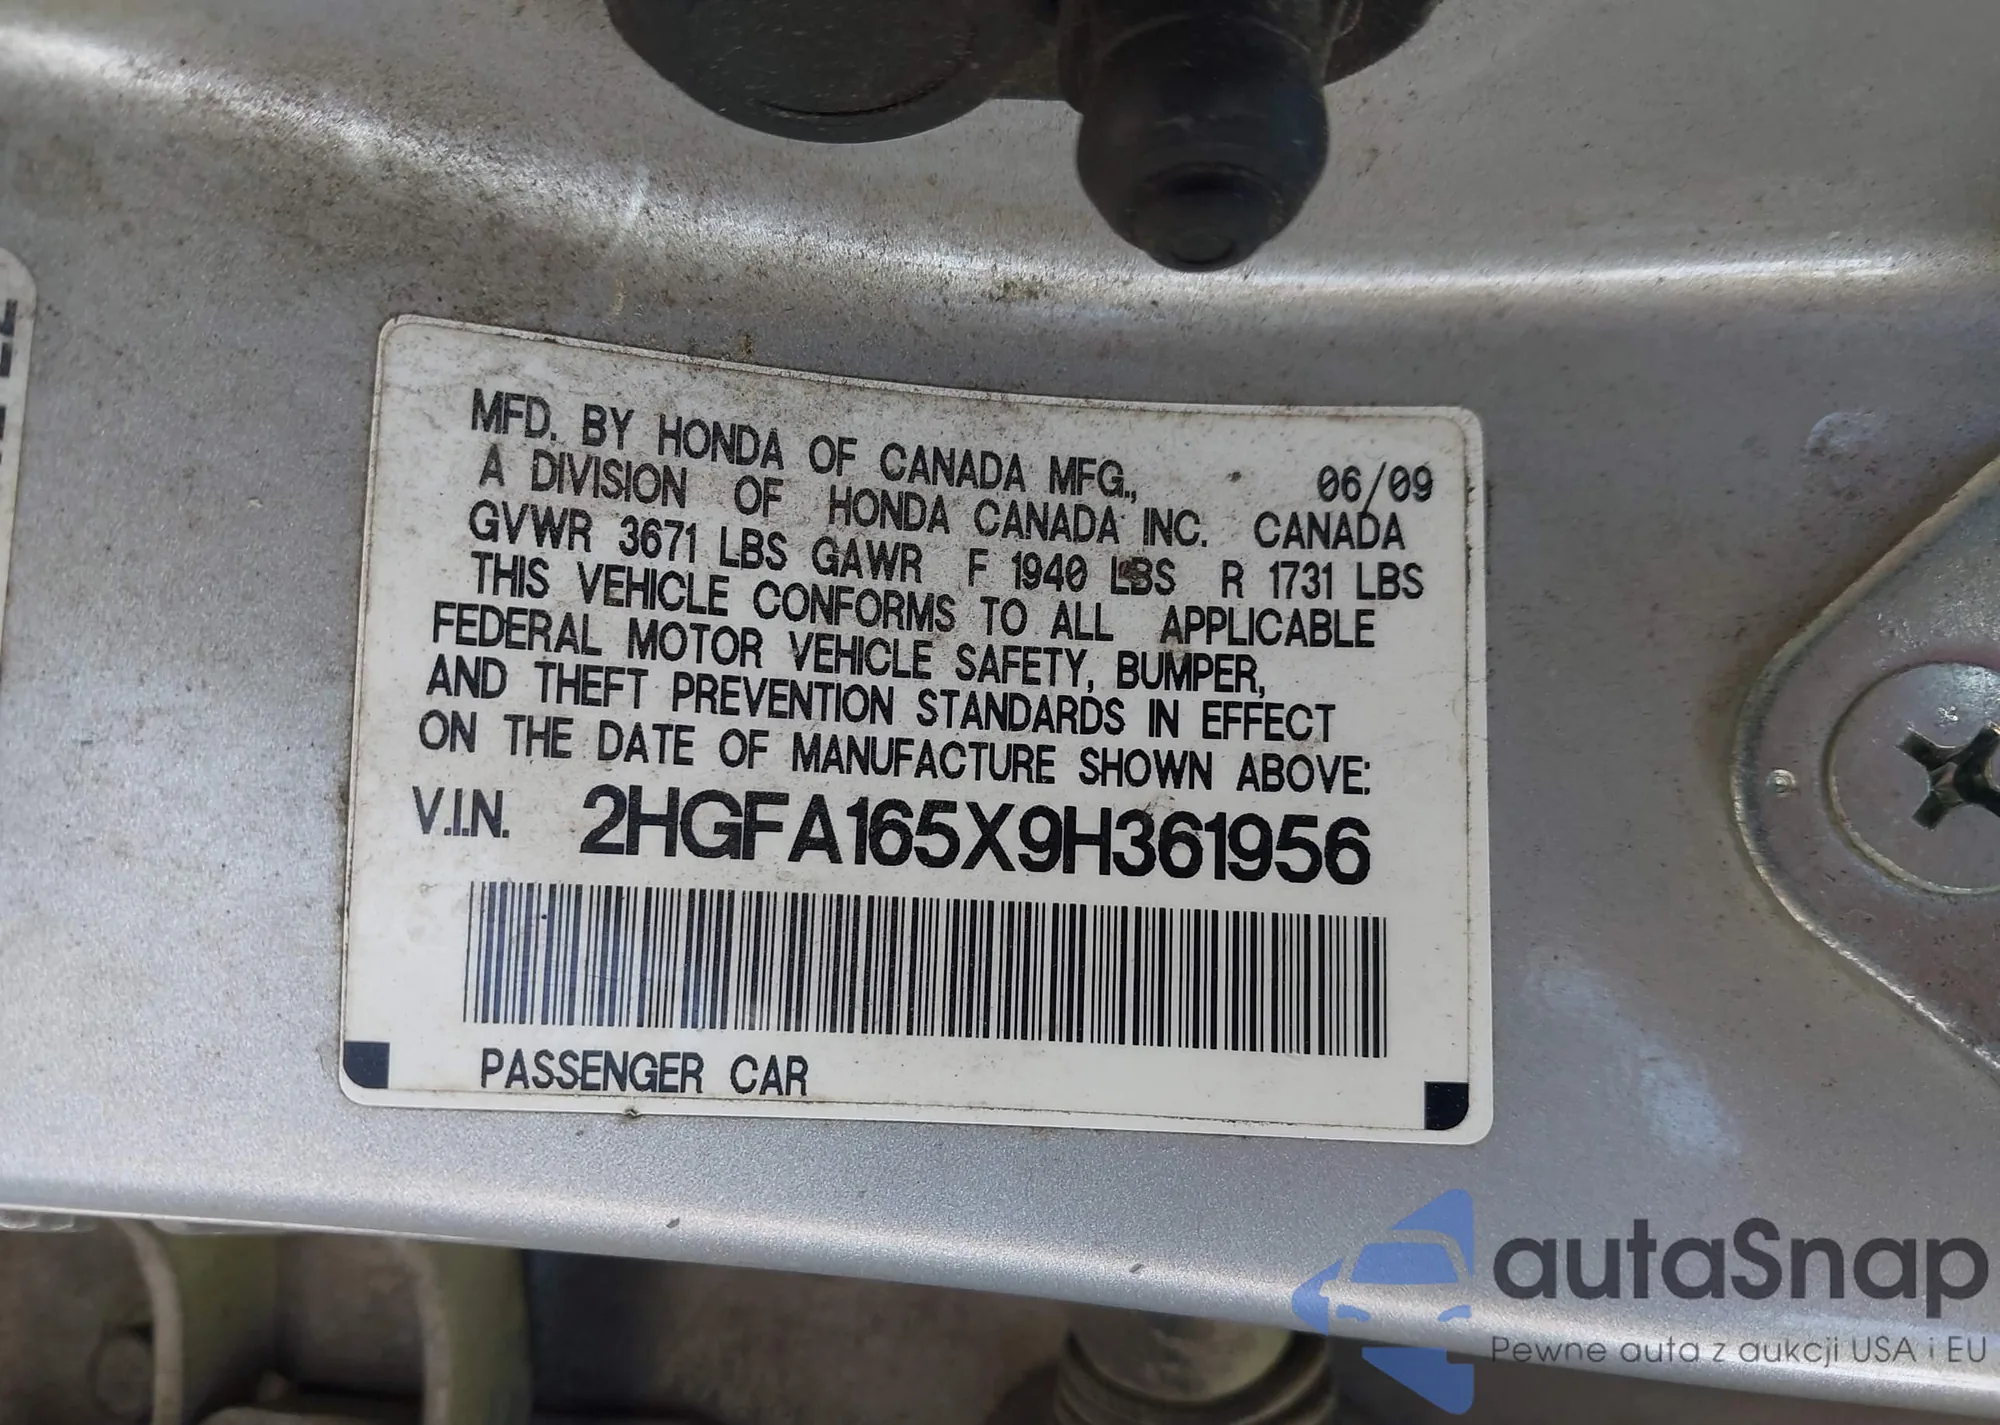 MFD. BY HONDA OF CANADA MFG., 06/09
A DIVISION OF HONDA CANADA INC. CANADA
GVWR 3671 LBS GAWR F 1940 LBS R 1731 LBS
THIS VEHICLE CONFORMS TO ALL APPLICABLE
FEDERAL MOTOR VEHICLE SAFETY, BUMPER,
AND THEFT PREVENTION STANDARDS IN EFFECT
ON THE DATE OF MANUFACTURE SHOWN ABOVE:
V.I.N. 2HGFA165X9H361956
PASSENGER CAR
autaSnap
Pewne auta z aukcji USA i EU